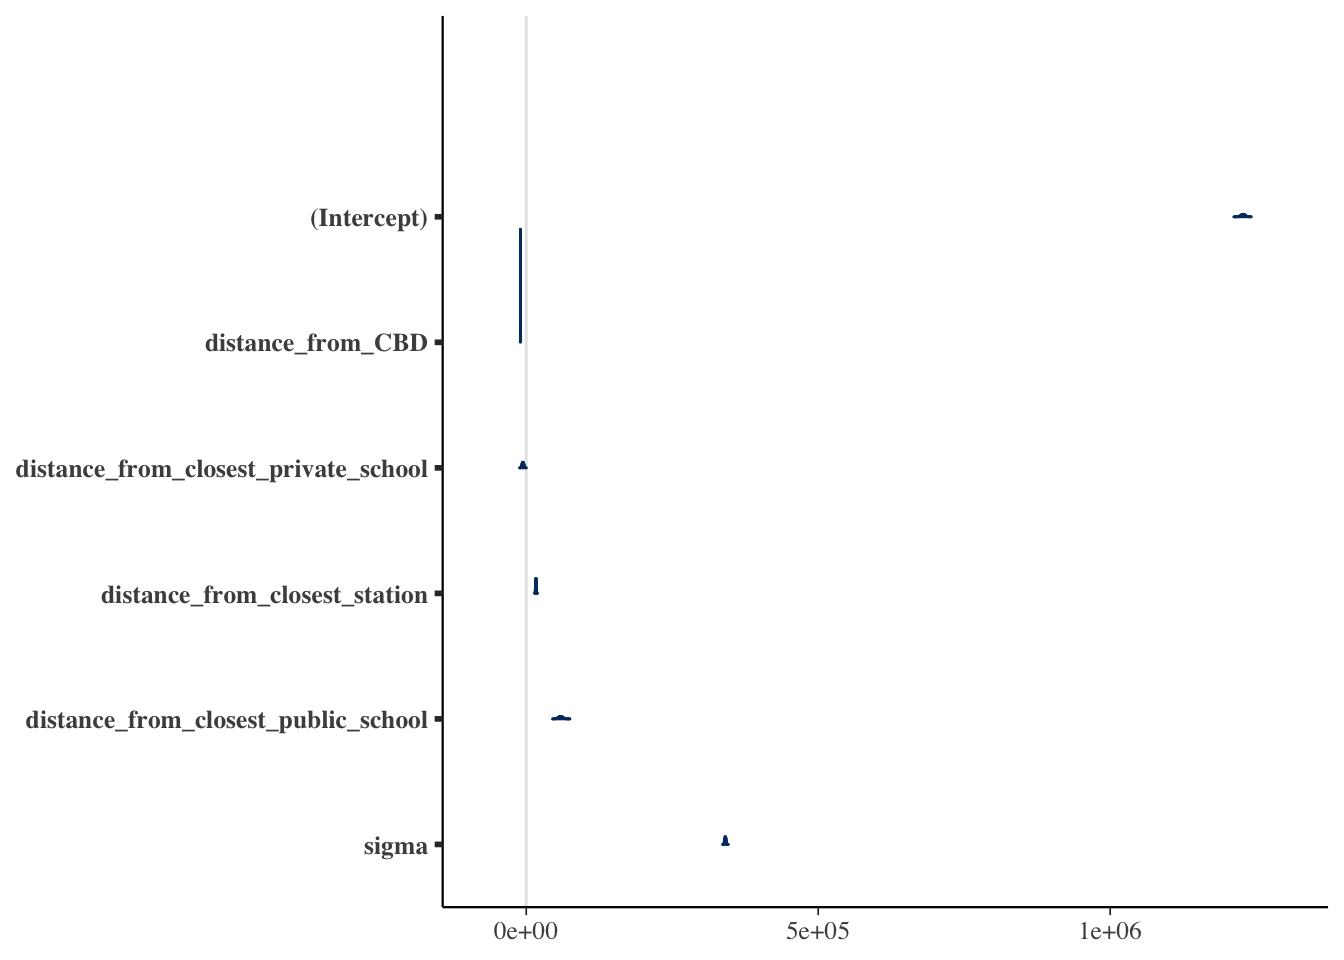 (Intercept)
distance_from_CBD
distance_from_closest_private_school
distance_from_closest_station
distance_from_closest_public_school
sigma
0e+00 5e+05 1e+06